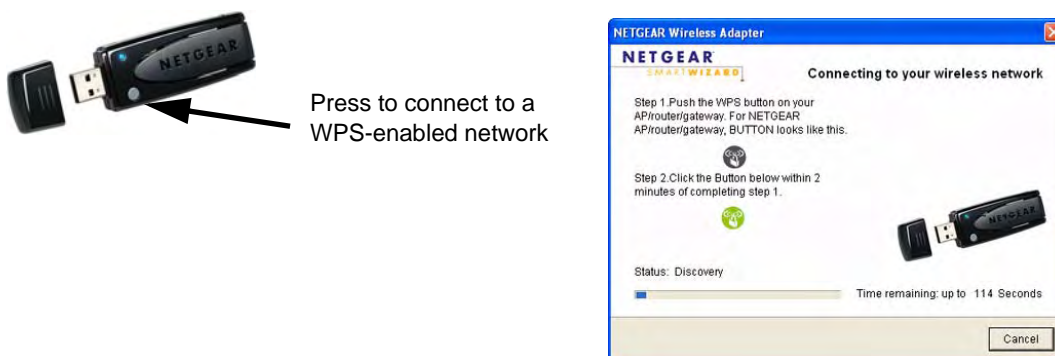 NETGEAR
Press to connect to a
WPS-enabled network
NETGEAR Wireless Adapter
NETGEAR
SMARTWIZARD
Connecting to your wireless network
Step 1.Push the WPS button on your
AP/router/gateway. For NETGEAR
AP/router/gateway, BUTTON looks like this.
Step 2.Click the Button below within 2
minutes of completing step 1.
NETGEAR
Status: Discovery
Time remaining: up to 114 Seconds
Cancel